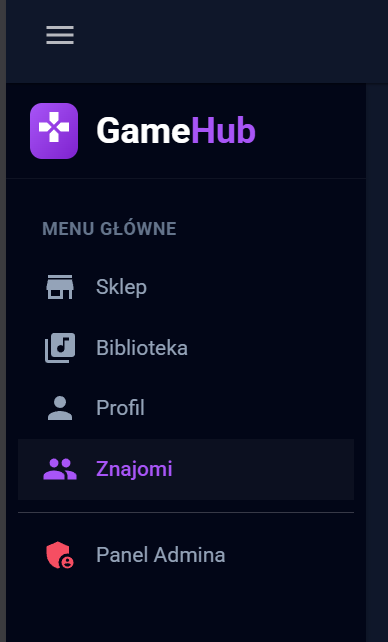 GameHub
MENU GŁÓWNE
Sklep
Biblioteka
Profil
Znajomi
Panel Admina